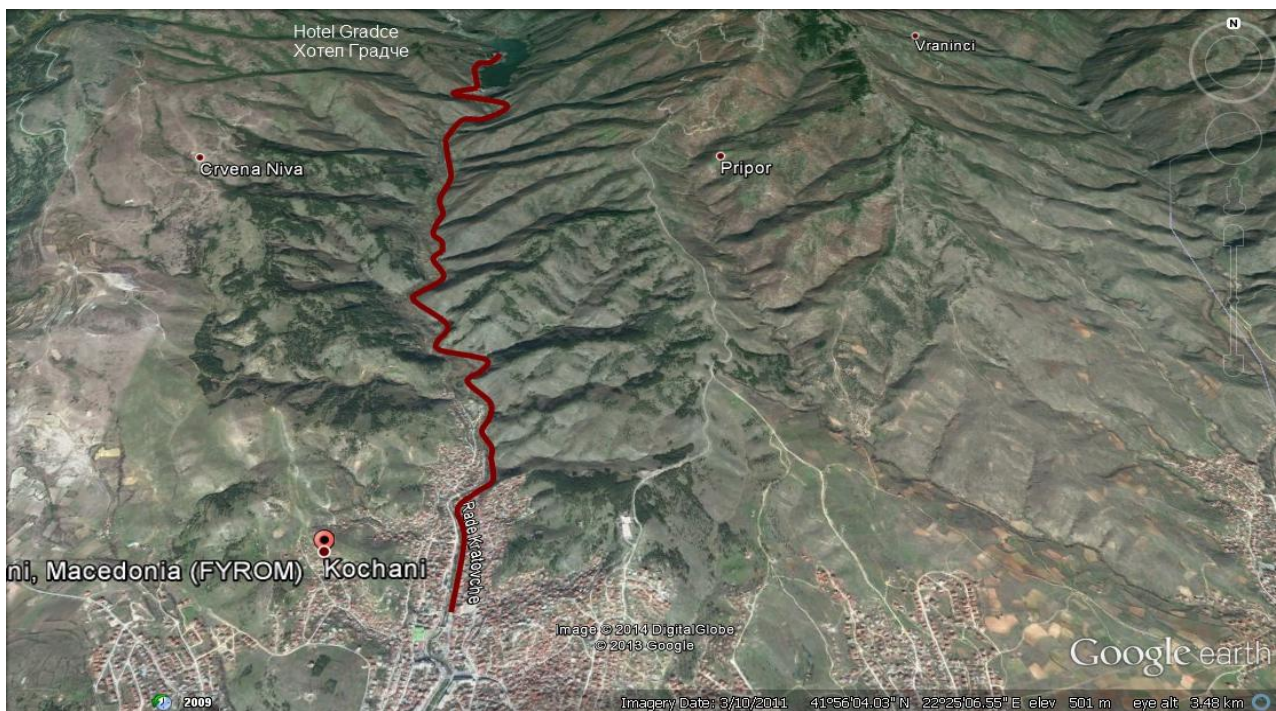 Hotel Gradce
Хотел Градче
N
Vraninci
Crvena Niva
Pripor
Rade Kratovche
ni, Macedonia (FYROM)
Kochani
Image © 2014 DigitalGlobe
© 2013 Google
Google earth
2009
Imagery Date: 3/10/2011 41°56'04.03" N 22°25'06.55" E elev 501 m eye alt 3.48 km